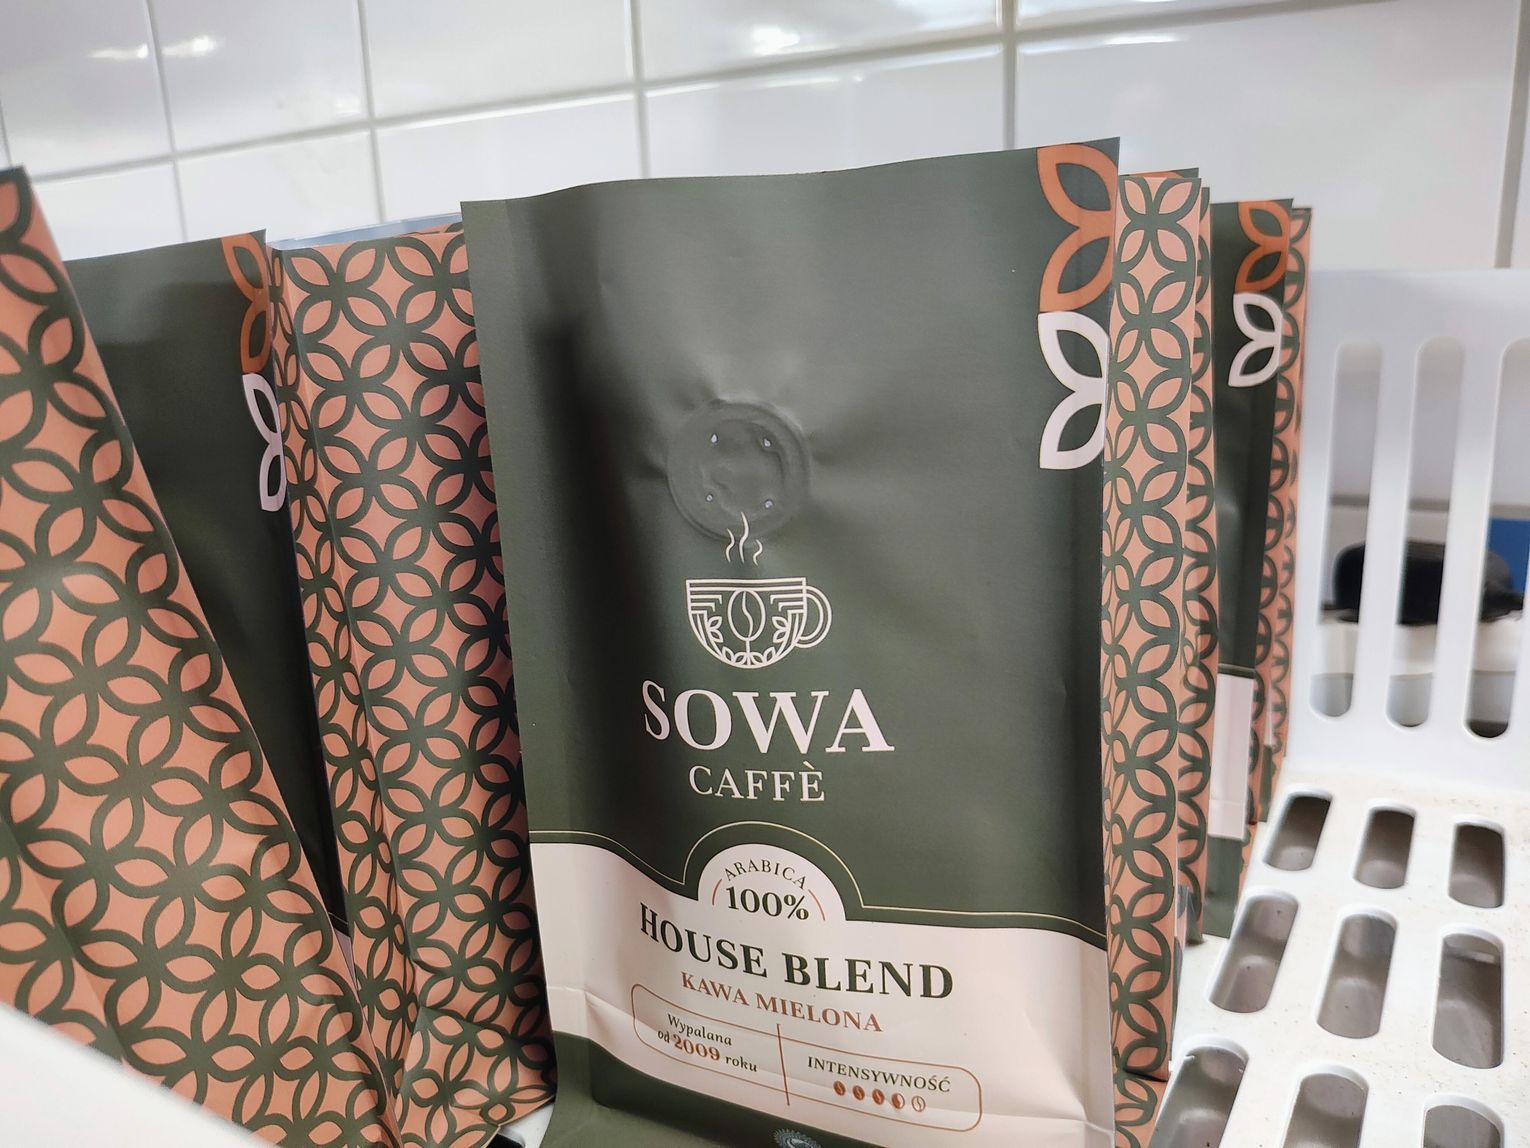 SOWA
CAFFÈ
ARABICA
100%
HOUSE BLEND
KAWA MIELONA
Wypalana
od 2009 roku
INTENSYWNOŚĆ